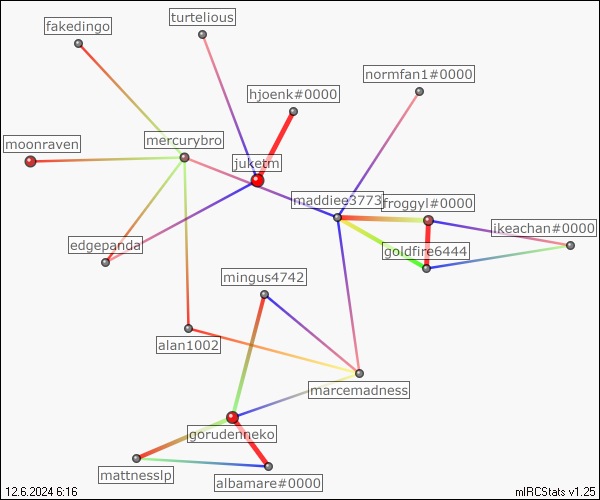 turtelious
fakedingo
normfan1#0000
hjoenk#0000
mercurybro
moonraven
juketm
maddiee3773
froggyl#0000
ikeachan#0000
edgepanda
goldfire6444
mingus4742
alan1002
marcemadness
gorudenneko
mattnesslp
albamare#0000
12.6.2024 6:16
mIRCStats v1.25